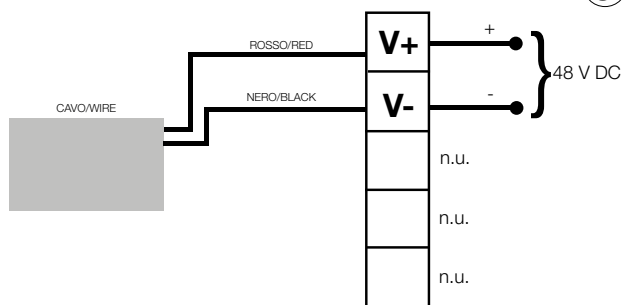 ROSSO/RED
V+
+
48 V DC
NERO/BLACK
V-
-
CAVO/WIRE
n.u.
n.u.
n.u.